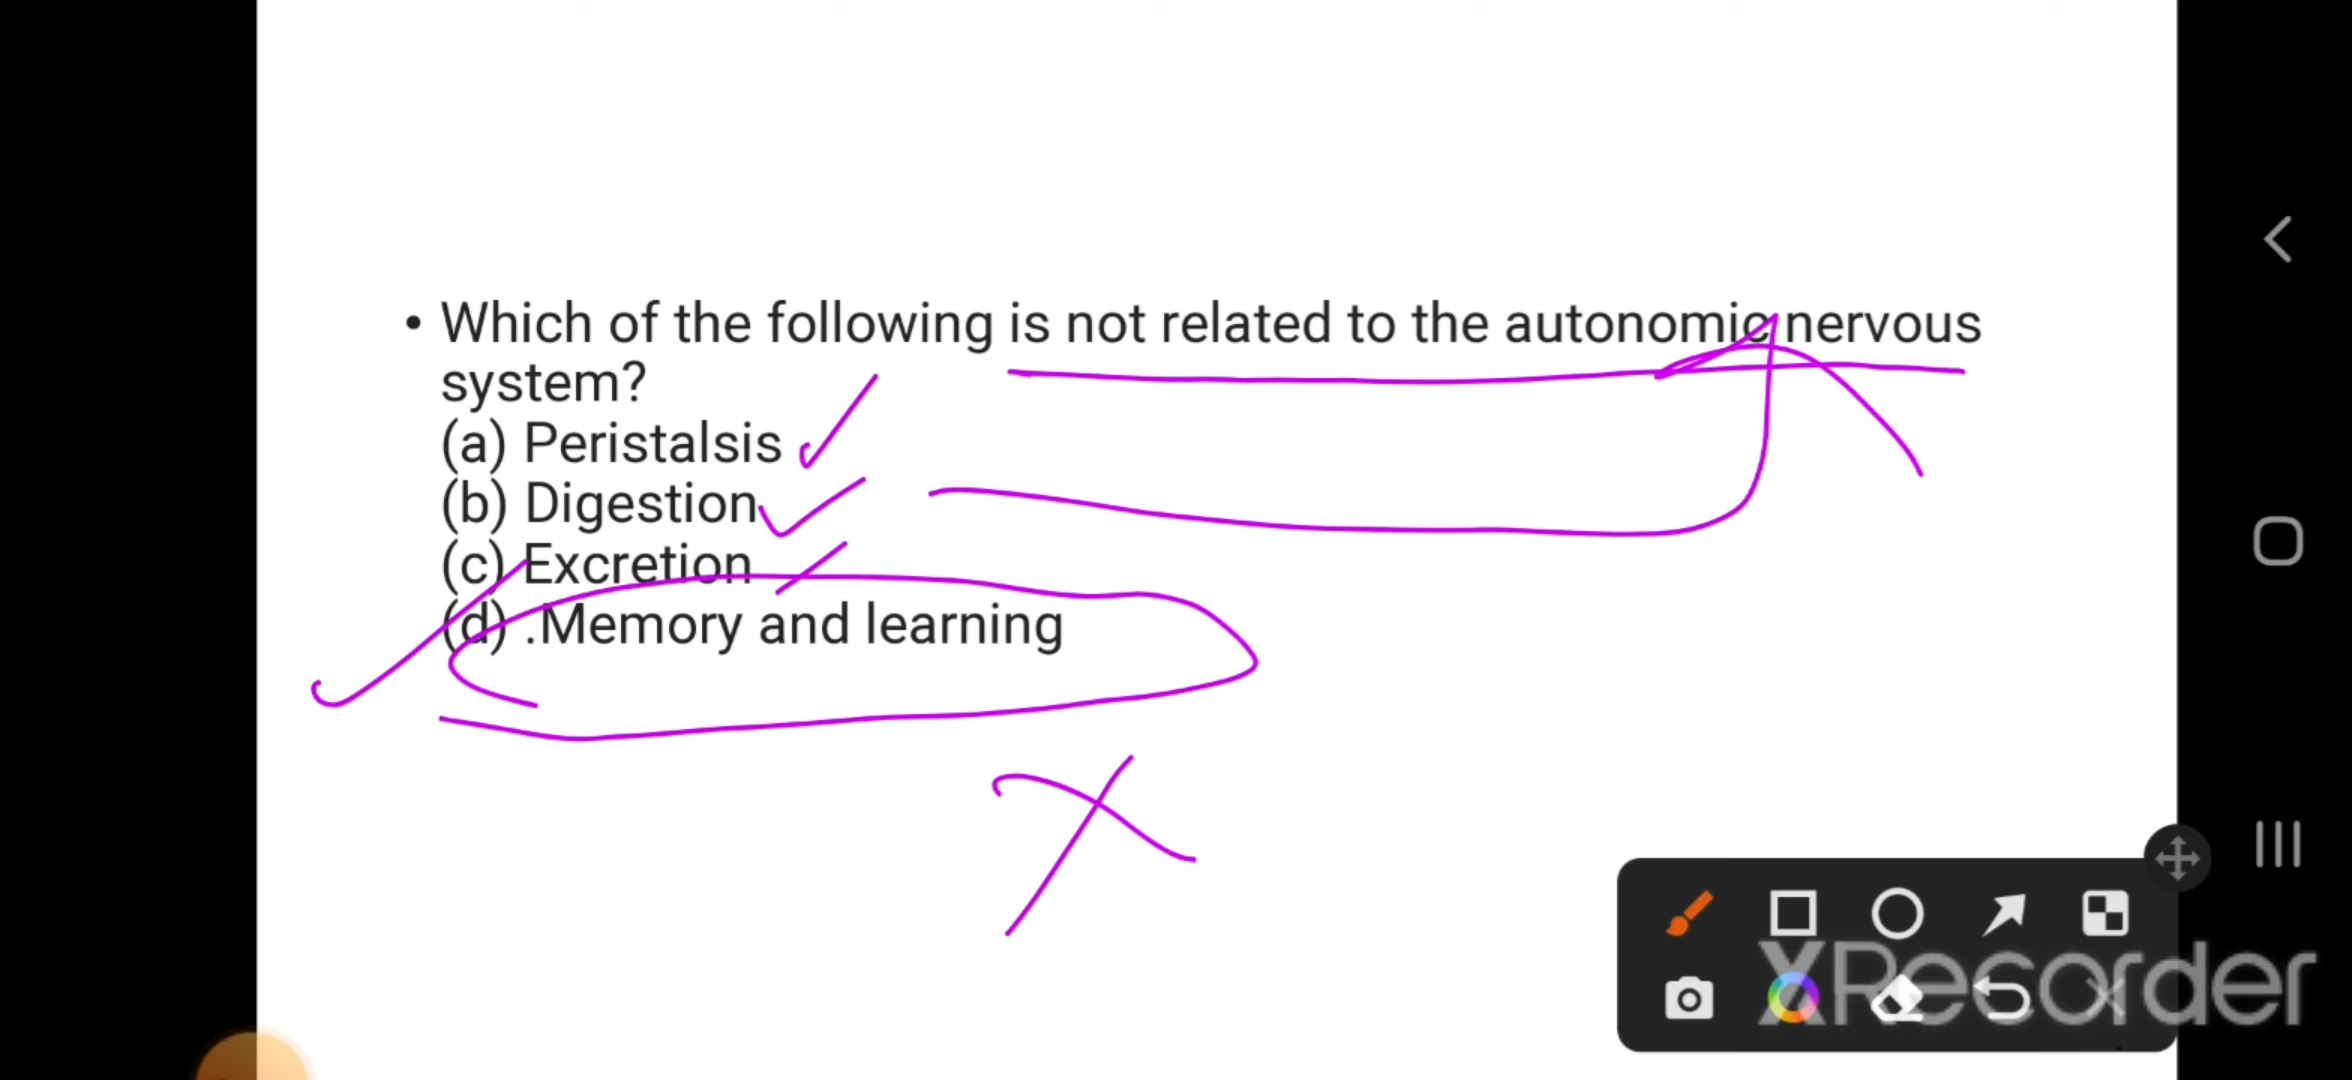 • Which of the following is not related to the autonomic nervous
system?
(a) Peristalsis
(b) Digestion
(c) Excretion
(d) .Memory and learning
XRecorder